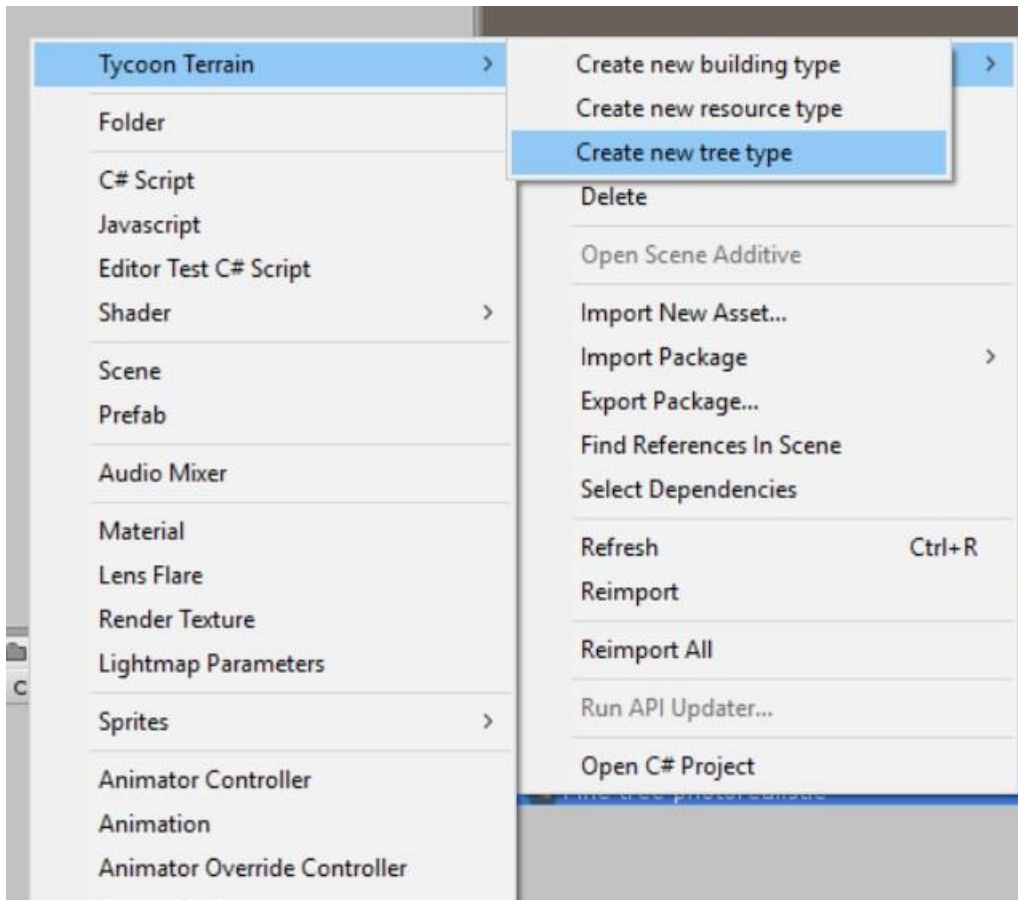 Tycoon Terrain
Folder
C# Script
Javascript
Editor Test C# Script
Shader
Scene
Prefab
Audio Mixer
Material
Lens Flare
Render Texture
Lightmap Parameters
Sprites
Animator Controller
Animation
Animator Override Controller
Create new building type
Create new resource type
Create new tree type
Delete
Open Scene Additive
Import New Asset...
Import Package
Export Package...
Find References In Scene
Select Dependencies
Refresh Ctrl+R
Reimport
Reimport All
Run API Updater...
Open C# Project
C